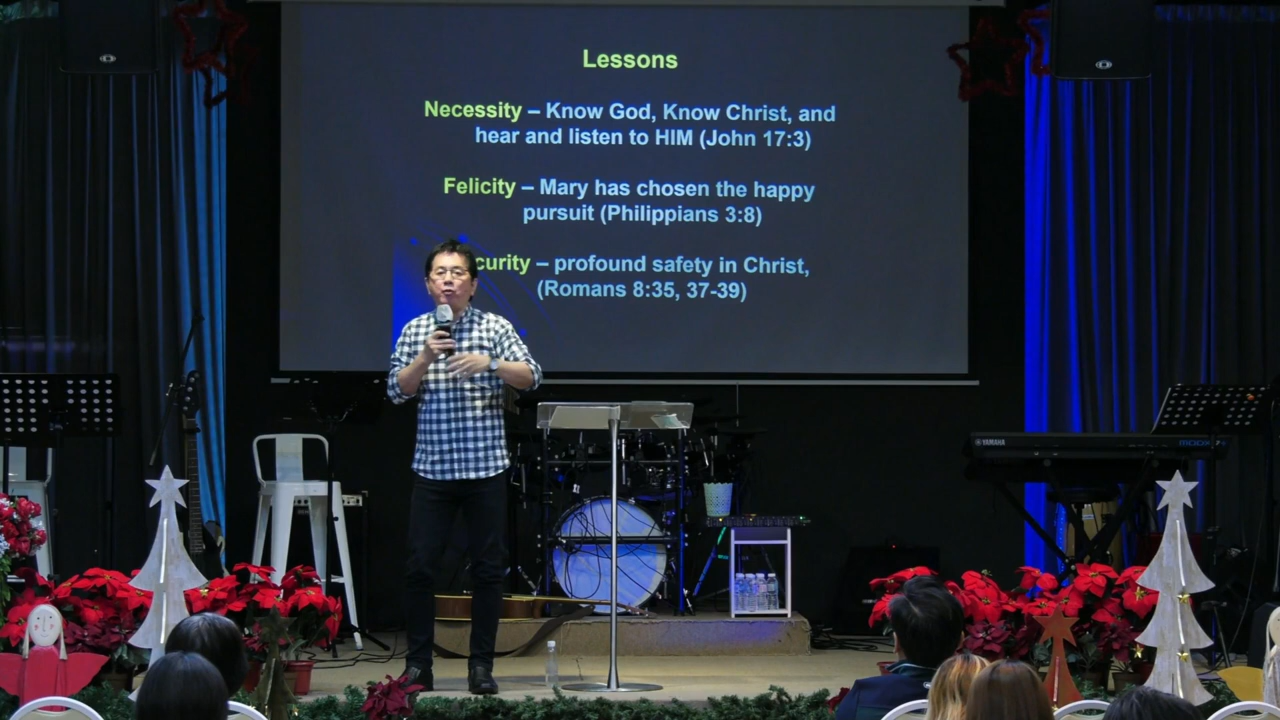 Lessons
Necessity – Know God, Know Christ, and
hear and listen to HIM (John 17:3)
Felicity – Mary has chosen the happy
pursuit (Philippians 3:8)
curity – profound safety in Christ,
(Romans 8:35, 37-39)
YAMAHA